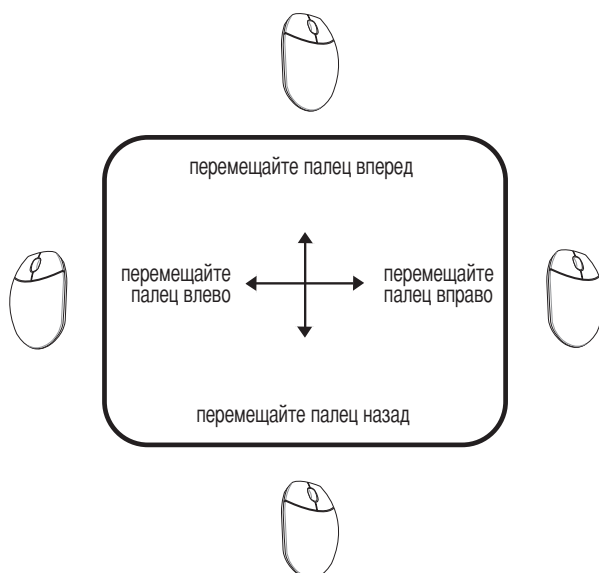 перемещайте палец вперед
перемещайте
палец влево
перемещайте
палец вправо
перемещайте палец назад